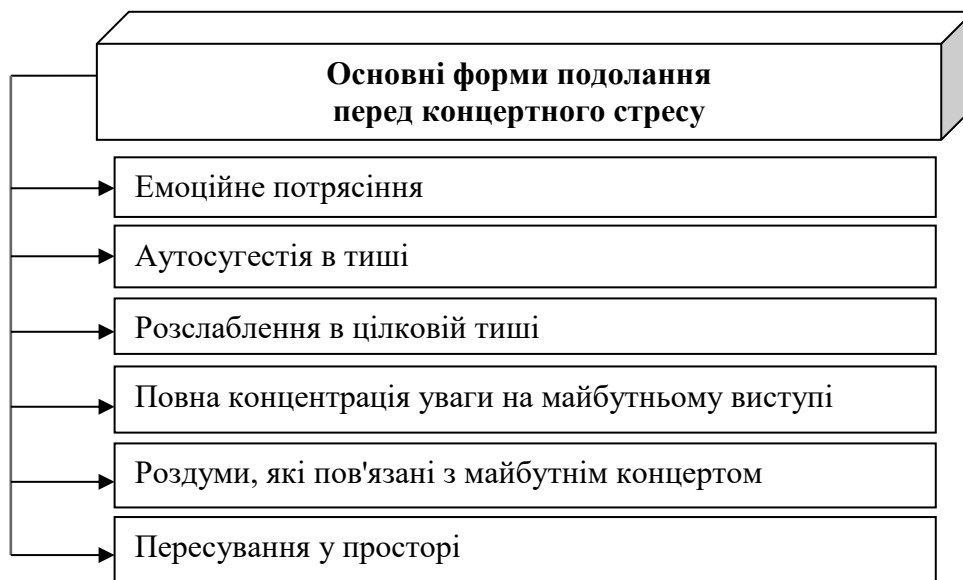 Основні форми подолання
перед концертного стресу
Емоційне потрясіння
Аутосугестія в тиші
Розслаблення в цілковій тиші
Повна концентрація уваги на майбутньому виступі
Роздуми, які пов'язані з майбутнім концертом
Пересування у просторі